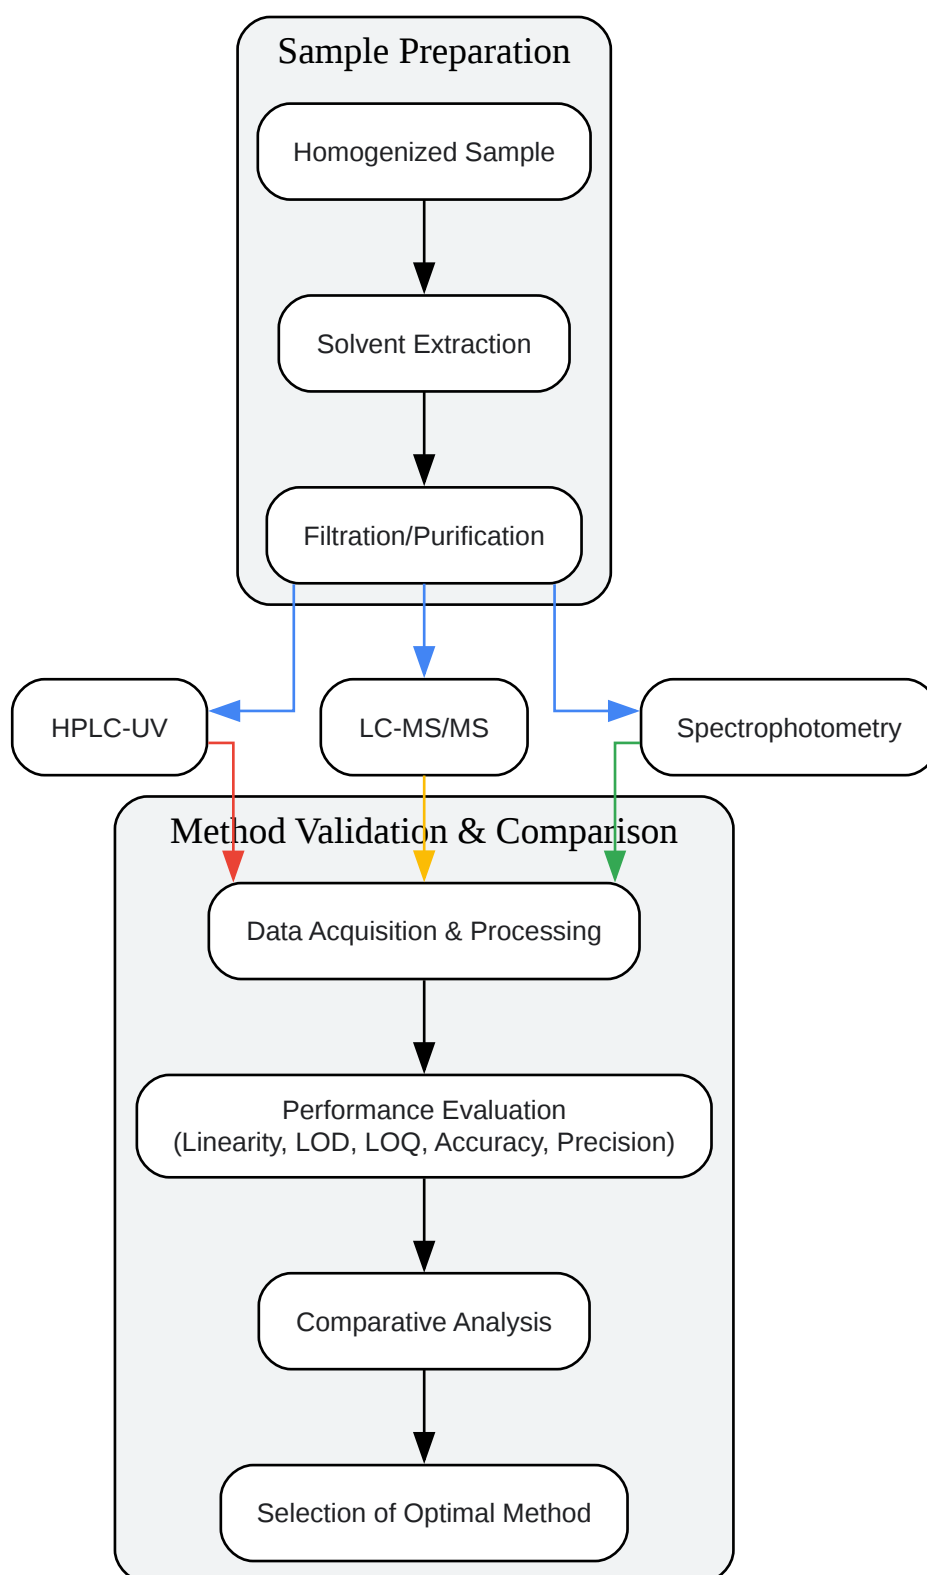 Sample Preparation
Homogenized Sample
Solvent Extraction
Filtration/Purification
HPLC-UV
LC-MS/MS
Spectrophotometry
Method Validation & Comparison
Data Acquisition & Processing
Performance Evaluation
(Linearity, LOD, LOQ, Accuracy, Precision)
Comparative Analysis
Selection of Optimal Method